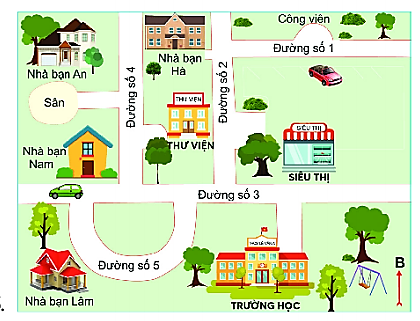 Công viên
Đường số 1
Nhà bạn An
Nhà bạn
Hà
Đường số 4
Đường số 2
Sân
THƯ VIỆN
THƯ VIỆN
SIÊU THỊ
SIÊU THỊ
Nhà bạn
Nam
Đường số 3
Đường số 5
Nhà bạn Lâm
TRƯỜNG HỌC
B